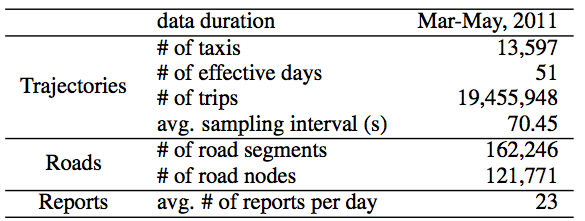 data duration Mar-May, 2011
# of taxis 13,597
# of effective days 51
Trajectories
# of trips 19,455,948
avg. sampling interval (s) 70.45
# of road segments 162,246
Roads
# of road nodes 121,771
Reports avg. # of reports per day 23